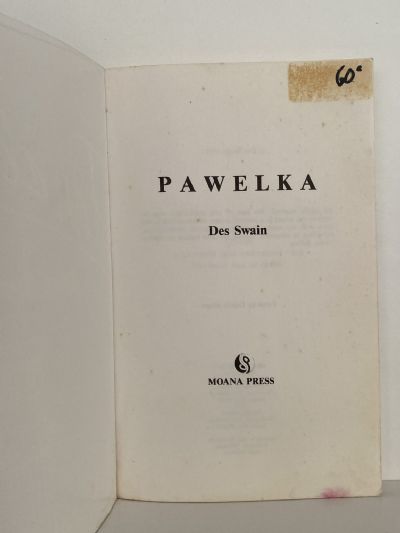 60
PAWELKA
Des Swain
MOANA PRESS